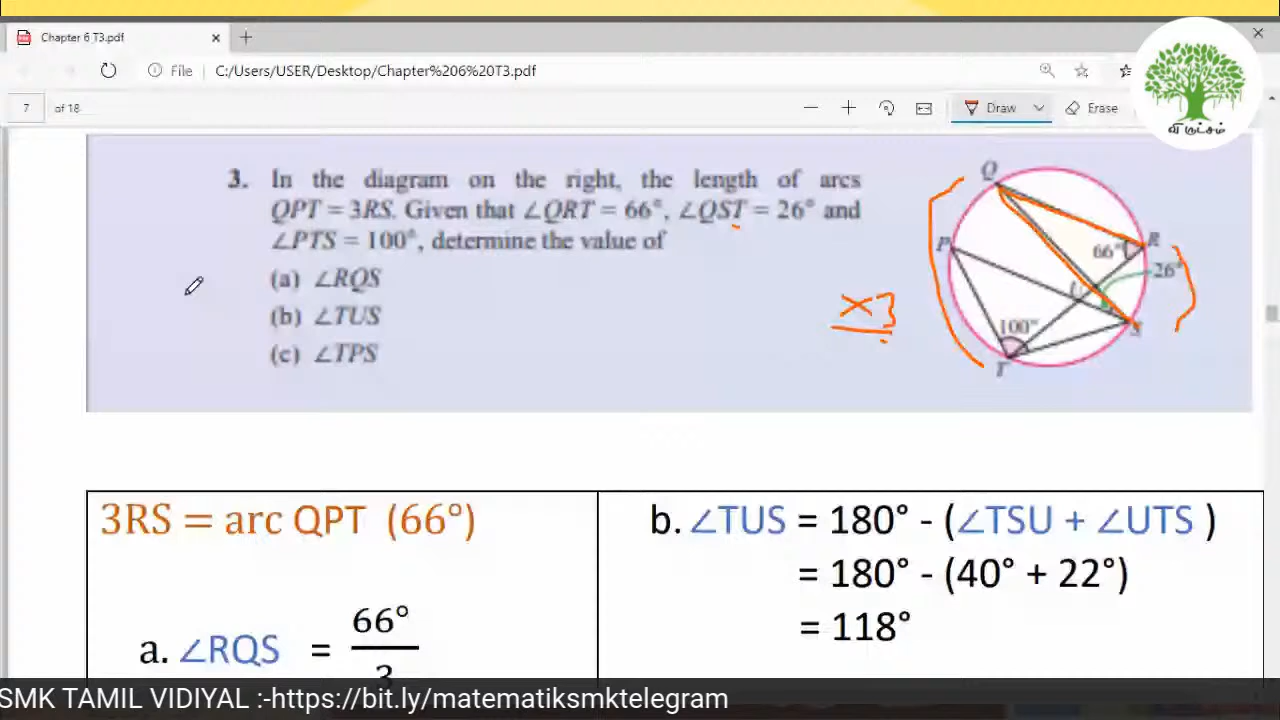 Chapter 6 T3.pdf
File C:/Users/USER/Desktop/Chapter%206%20T3.pdf
7 of 18
Draw
Erase
விருட்சம்
3. In the diagram on the right, the length of arcs
QPT = 3RS. Given that ∠QRT = 66°, ∠QST = 26° and
∠PTS = 100°, determine the value of
(a) ∠RQS
(b) ∠TUS
(c) ∠TPS
Q
P
R
66°
26°
U
S
100°
T
×3
3RS = arc QPT (66°)
a. ∠RQS = 66°
3
b. ∠TUS = 180° - (∠TSU + ∠UTS )
= 180° - (40° + 22°)
= 118°
SMK TAMIL VIDIYAL :-https://bit.ly/matematiksmktelegram